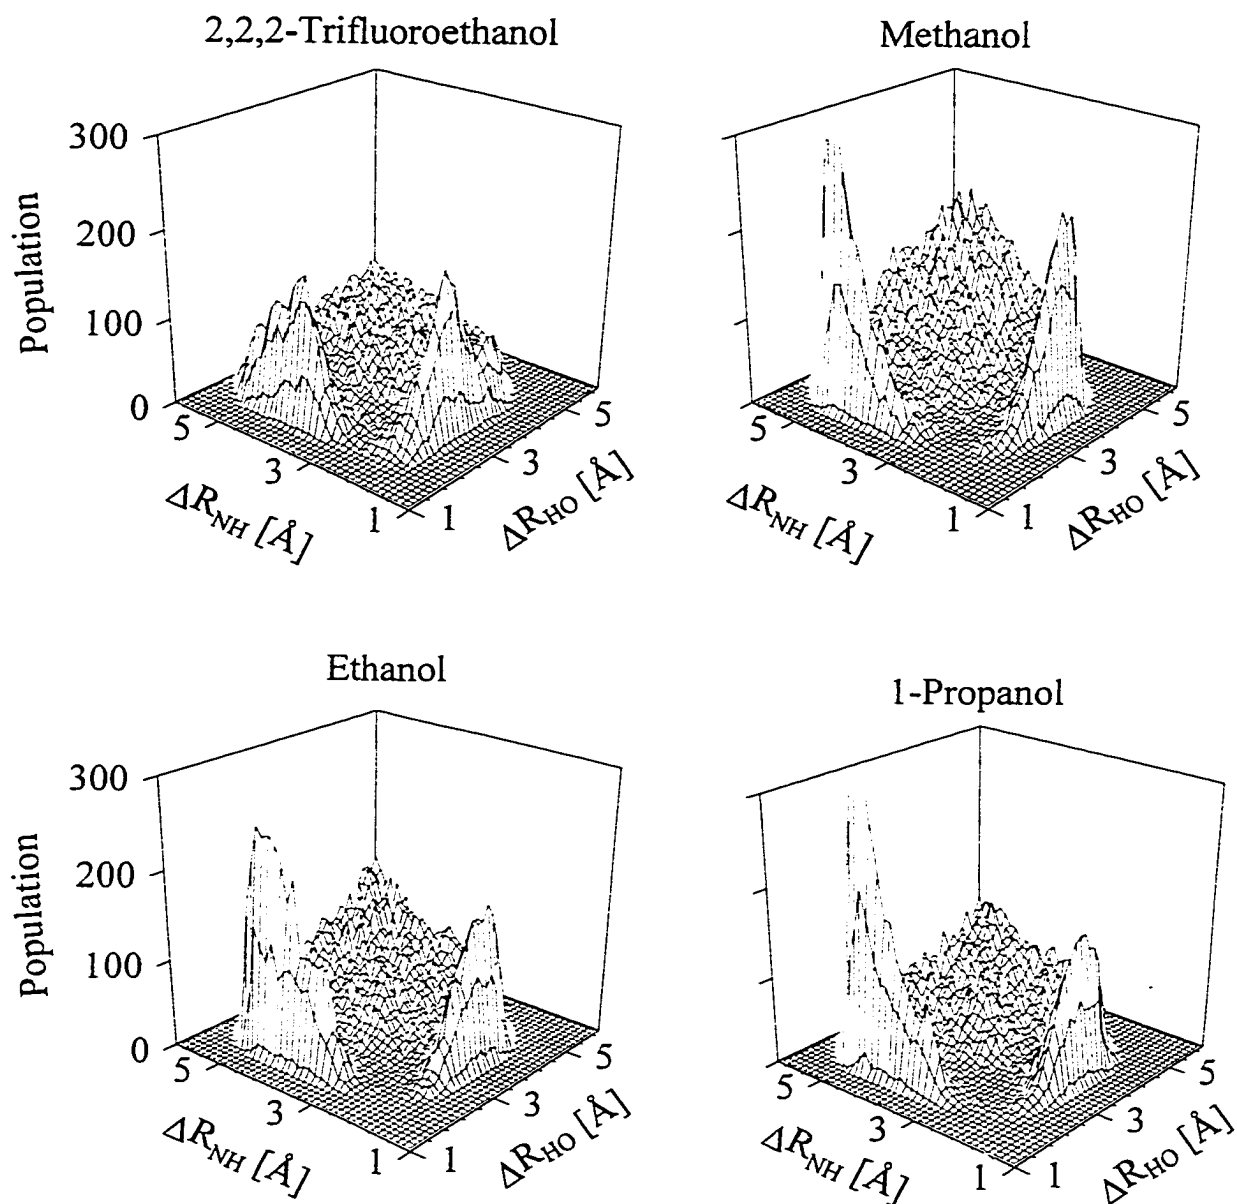 2,2,2-Trifluoroethanol
Methanol
Population
300
200
100
0
5
3
1
ΔR_NH [Å]
1
3
5
ΔR_HO [Å]
5
3
1
ΔR_NH [Å]
1
3
5
ΔR_HO [Å]
Ethanol
1-Propanol
Population
300
200
100
0
5
3
1
ΔR_NH [Å]
1
3
5
ΔR_HO [Å]
5
3
1
ΔR_NH [Å]
1
3
5
ΔR_HO [Å]